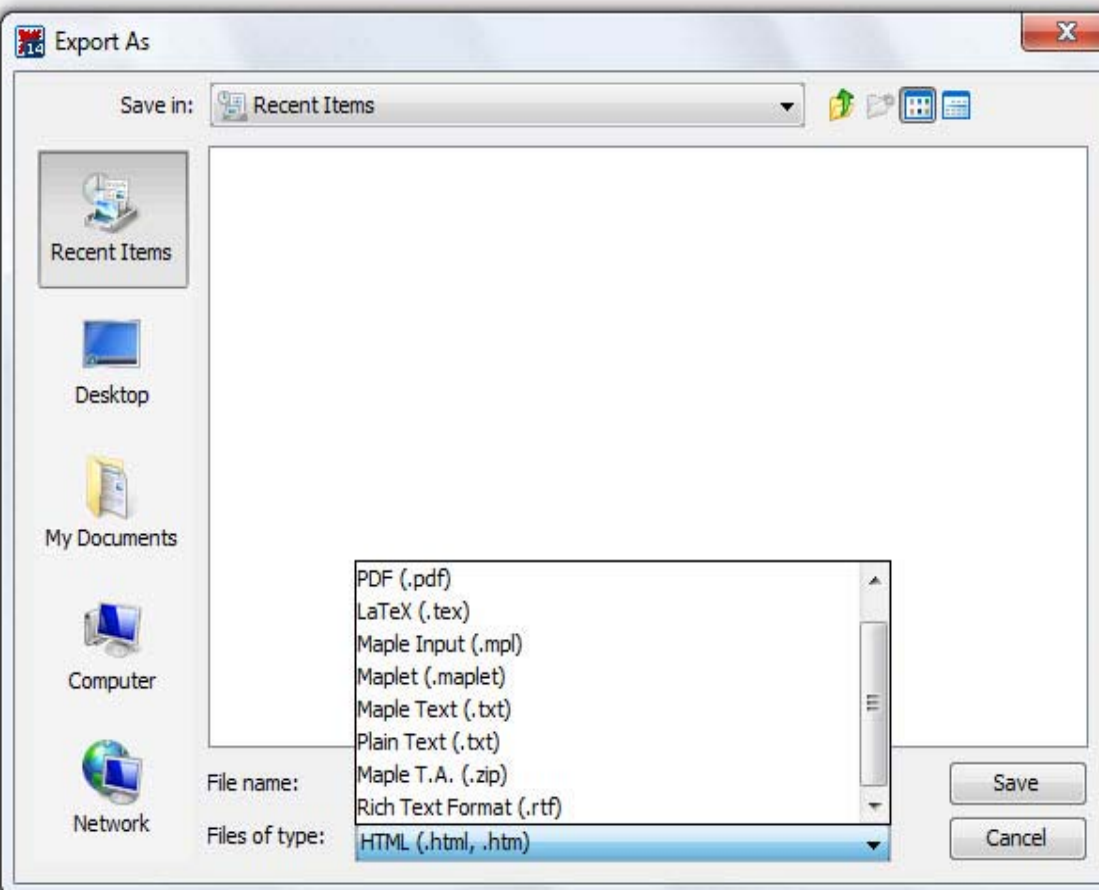 14 Export As X
Save in: Recent Items
Recent Items
Desktop
My Documents
Computer
Network
PDF (.pdf)
LaTeX (.tex)
Maple Input (.mpl)
Maplet (.maplet)
Maple Text (.txt)
Plain Text (.txt)
Maple T.A. (.zip)
Rich Text Format (.rtf)
File name: Save
Files of type: HTML (.html, .htm) Cancel